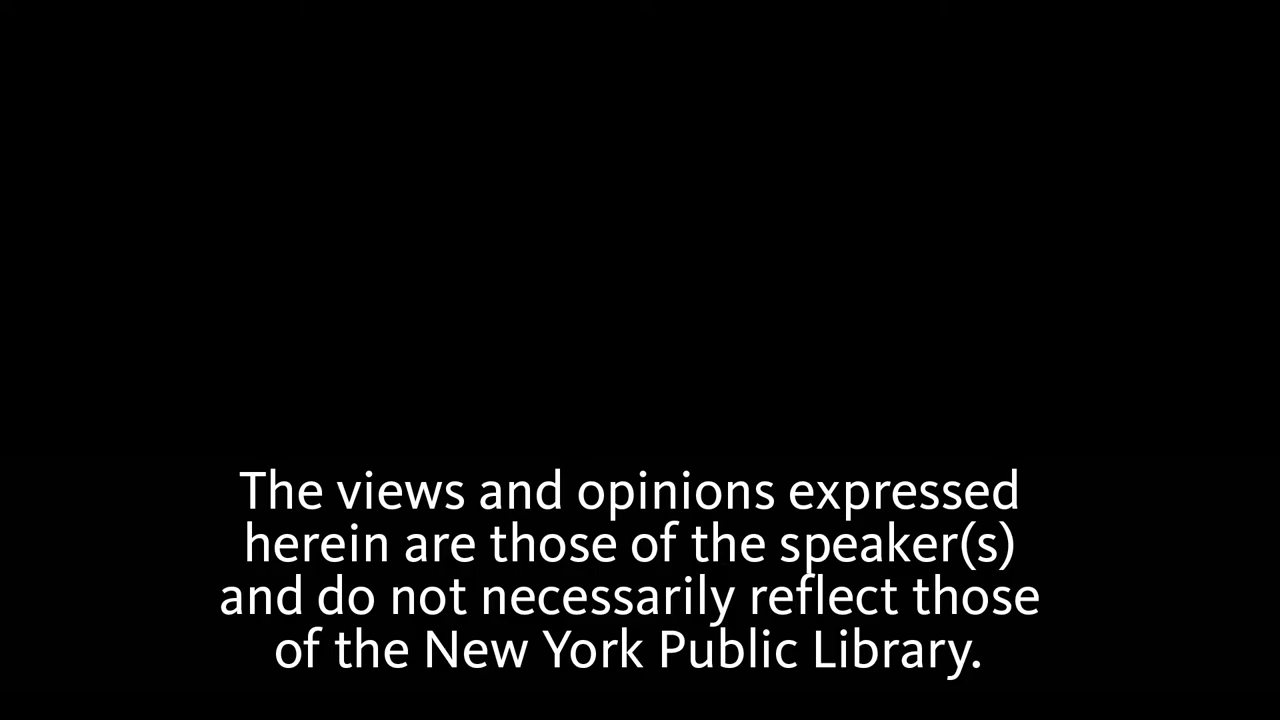 The views and opinions expressed
herein are those of the speaker(s)
and do not necessarily reflect those
of the New York Public Library.